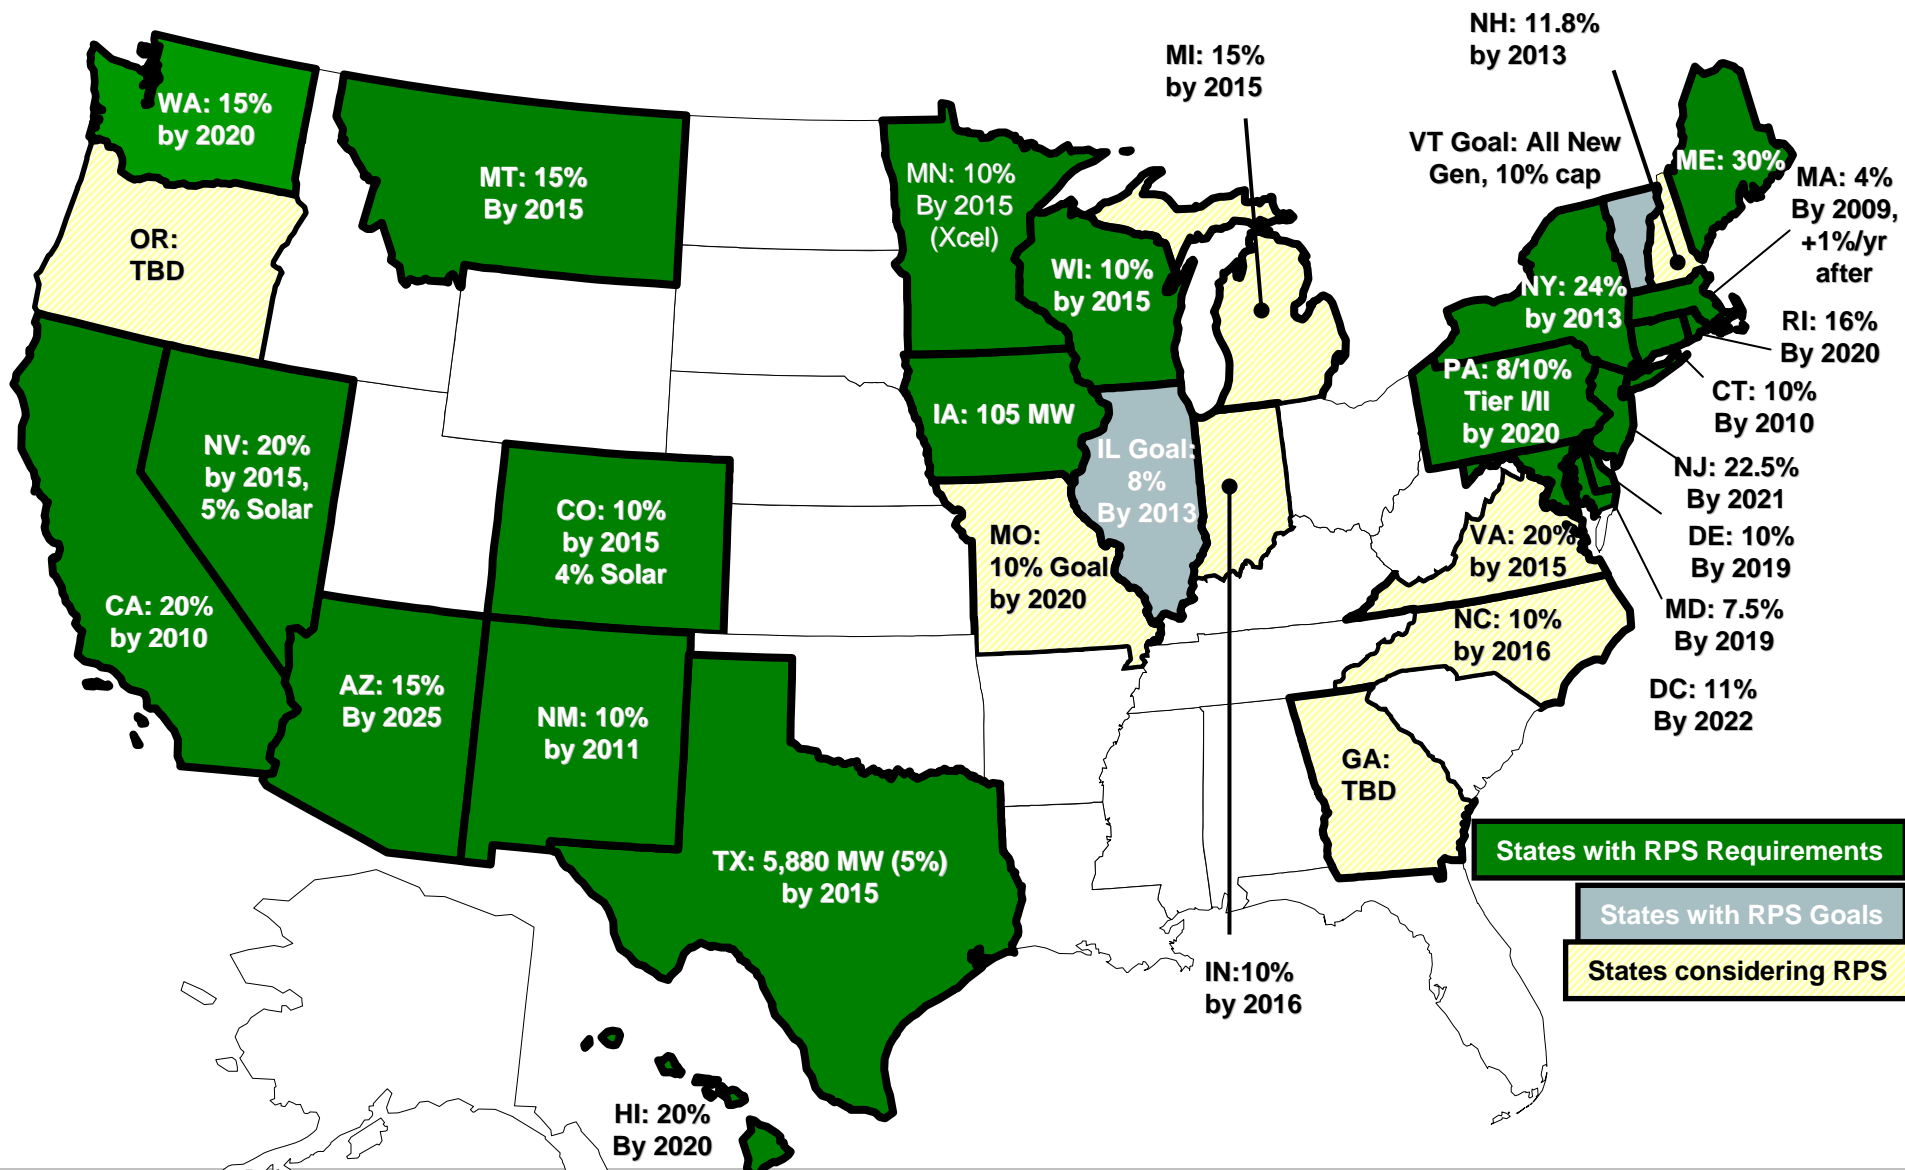 NH: 11.8%
by 2013
MI: 15%
by 2015
WA: 15%
by 2020
VT Goal: All New
Gen, 10% cap
ME: 30%
MT: 15%
By 2015
MN: 10%
By 2015
(Xcel)
MA: 4%
By 2009,
+1%/yr
after
OR:
TBD
WI: 10%
by 2015
NY: 24%
by 2013
RI: 16%
By 2020
PA: 8/10%
Tier I/II
by 2020
CT: 10%
By 2010
IA: 105 MW
NV: 20%
by 2015,
5% Solar
IL Goal:
8%
By 2013
NJ: 22.5%
By 2021
CO: 10%
by 2015
4% Solar
MO:
10% Goal
by 2020
VA: 20%
by 2015
DE: 10%
By 2019
CA: 20%
by 2010
NC: 10%
by 2016
MD: 7.5%
By 2019
AZ: 15%
By 2025
NM: 10%
by 2011
DC: 11%
By 2022
GA:
TBD
TX: 5,880 MW (5%)
by 2015
States with RPS Requirements
States with RPS Goals
States considering RPS
IN:10%
by 2016
HI: 20%
By 2020